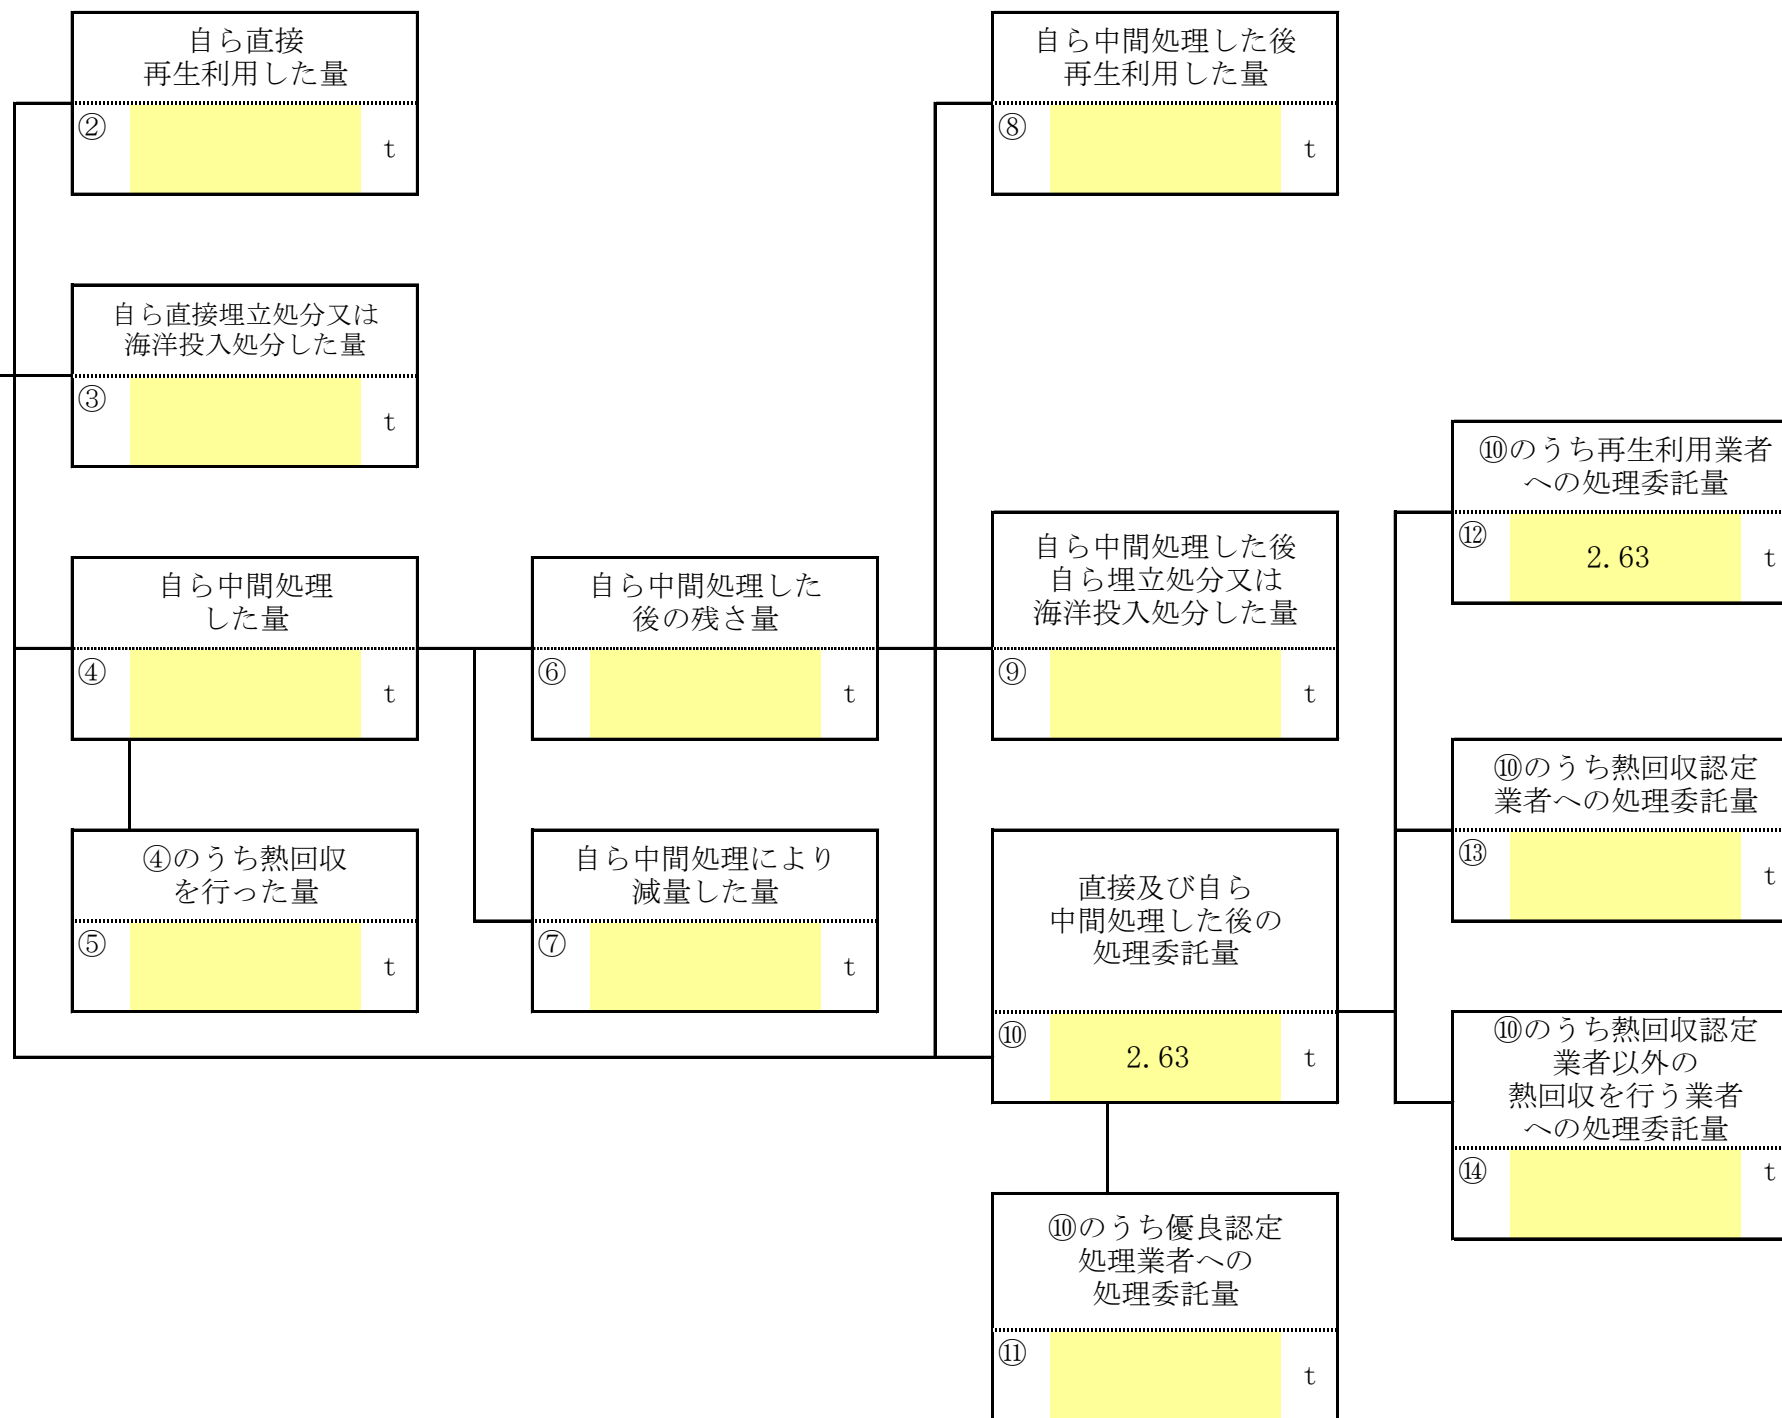 自ら直接
再生利用した量
②
t
自ら直接埋立処分又は
海洋投入処分した量
③
t
自ら中間処理
した量
④
t
④のうち熱回収
を行った量
⑤
t
自ら中間処理した
後の残さ量
⑥
t
自ら中間処理により
減量した量
⑦
t
自ら中間処理した後
再生利用した量
⑧
t
自ら中間処理した後
自ら埋立処分又は
海洋投入処分した量
⑨
t
直接及び自ら
中間処理した後の
処理委託量
⑩ 2.63 t
⑩のうち優良認定
処理業者への
処理委託量
⑪
t
⑩のうち再生利用業者
への処理委託量
⑫ 2.63 t
⑩のうち熱回収認定
業者への処理委託量
⑬
t
⑩のうち熱回収認定
業者以外の
熱回収を行う業者
への処理委託量
⑭
t